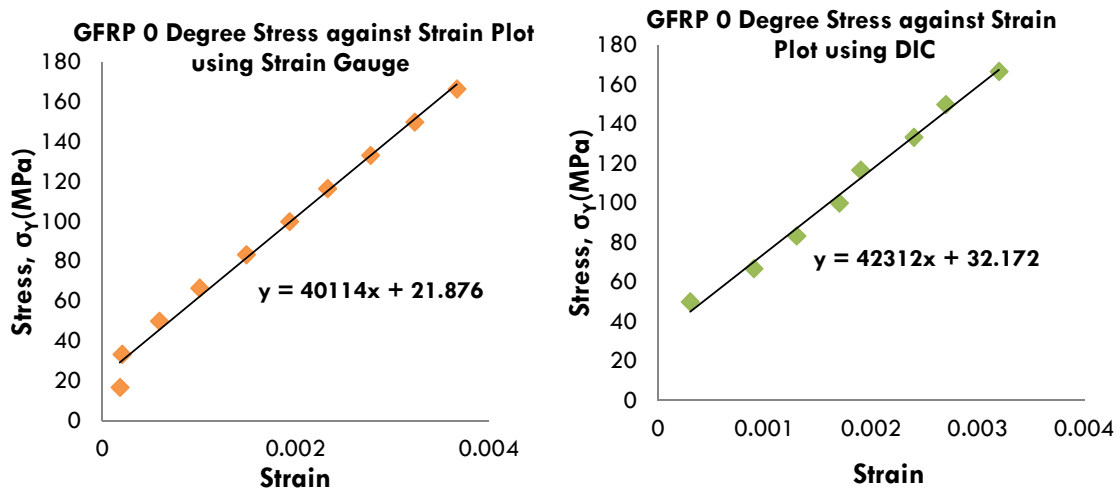 GFRP 0 Degree Stress against Strain Plot
using Strain Gauge
180
160
140
120
100
80
60
40
20
0
Stress, σY(MPa)
y = 40114x + 21.876
0
0.002
0.004
Strain
GFRP 0 Degree Stress against Strain
Plot using DIC
180
160
140
120
100
80
60
40
20
0
Stress, σY(MPa)
y = 42312x + 32.172
0
0.001
0.002
0.003
0.004
Strain